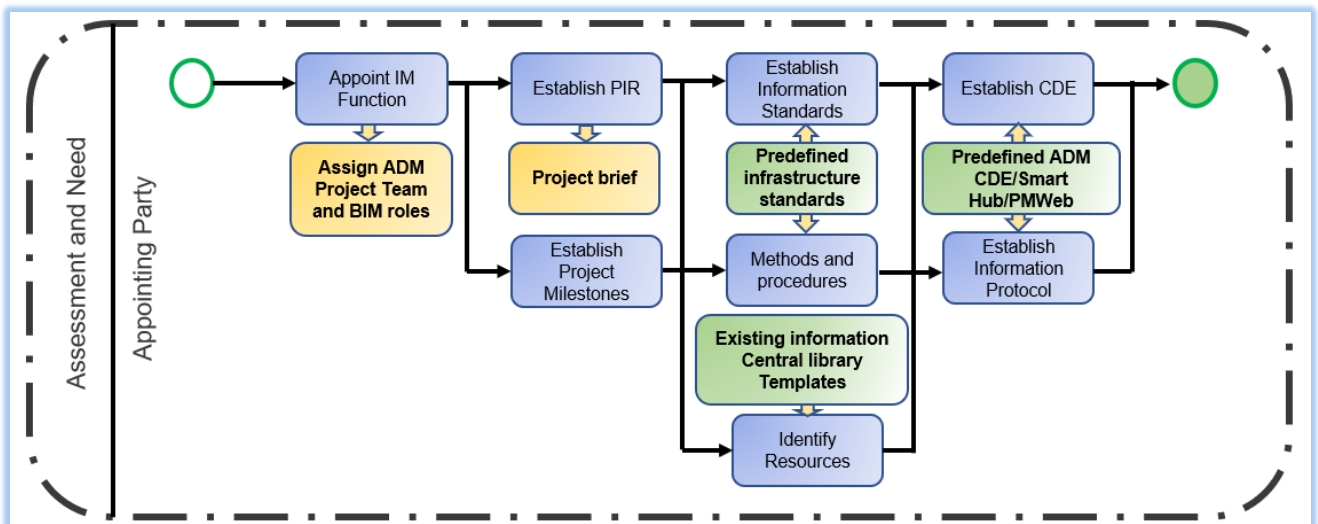 Assessment and Need
Appointing Party
Appoint IM
Function
Assign ADM
Project Team
and BIM roles
Establish PIR
Project brief
Establish
Project
Milestones
Establish
Information
Standards
Predefined
infrastructure
standards
Methods and
procedures
Existing information
Central library
Templates
Identify
Resources
Establish CDE
Predefined ADM
CDE/Smart
Hub/PMWeb
Establish
Information
Protocol